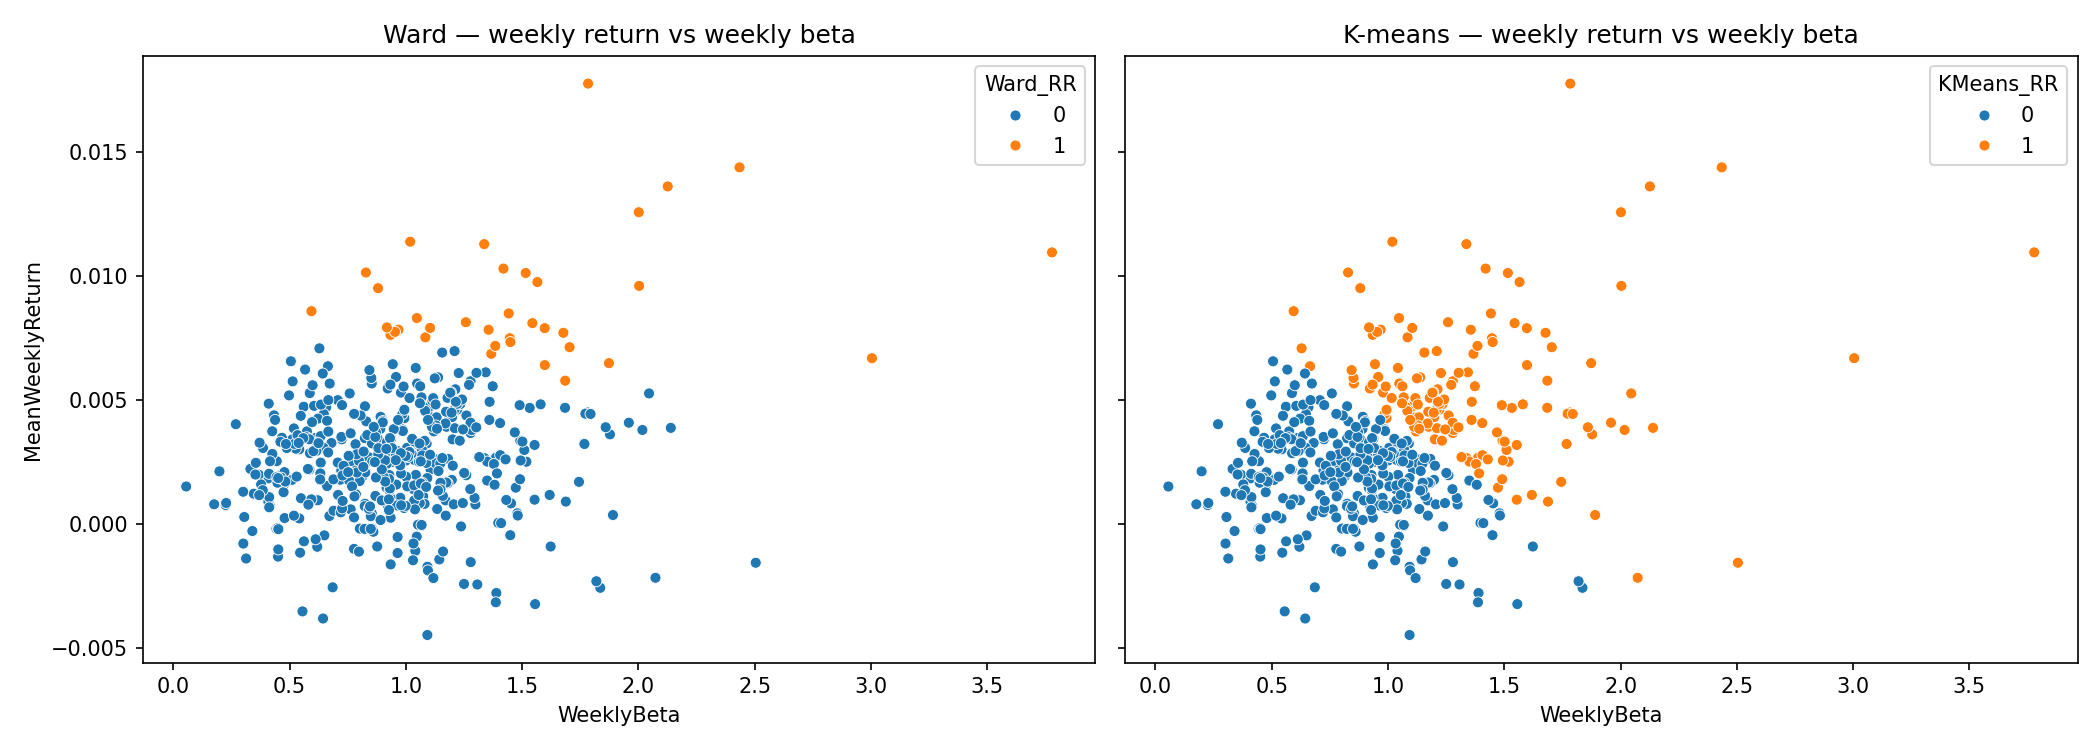 Ward — weekly return vs weekly beta
Ward_RR
0
1
0.015
0.010
0.005
0.000
−0.005
MeanWeeklyReturn
0.0 0.5 1.0 1.5 2.0 2.5 3.0 3.5
WeeklyBeta
K-means — weekly return vs weekly beta
KMeans_RR
0
1
0.0 0.5 1.0 1.5 2.0 2.5 3.0 3.5
WeeklyBeta